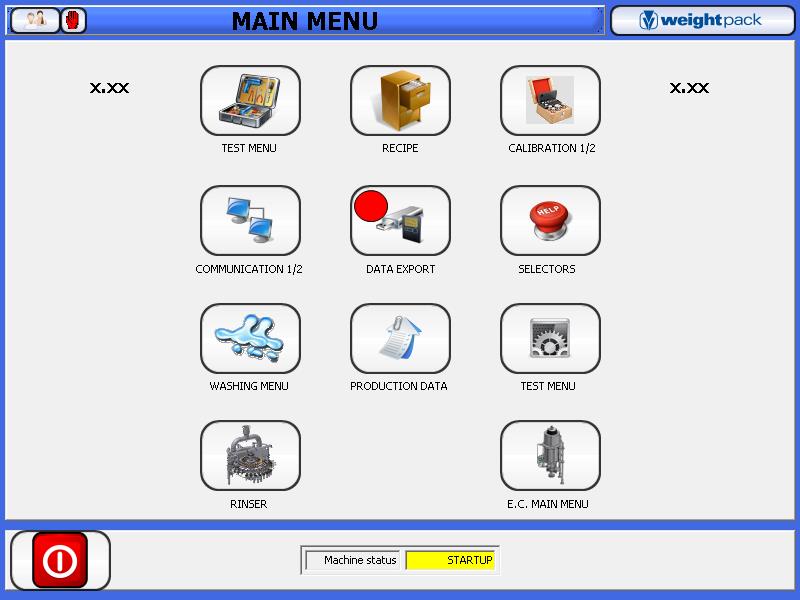 MAIN MENU
weightpack
x.xx
x.xx
TEST MENU
RECIPE
CALIBRATION 1/2
HELP
COMMUNICATION 1/2
DATA EXPORT
SELECTORS
WASHING MENU
PRODUCTION DATA
TEST MENU
RINSER
E.C. MAIN MENU
Machine status
STARTUP